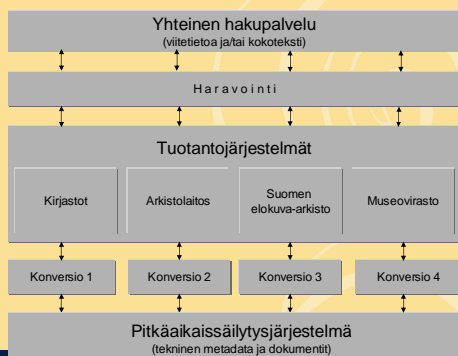 Yhteinen hakupalvelu
(viitetietoa ja/tai kokoteksti)
Haravointi
Tuotantojärjestelmät
Kirjastot
Arkistolaitos
Suomen
elokuva-arkisto
Museovirasto
Konversio 1
Konversio 2
Konversio 3
Konversio 4
Pitkäaikaissäilytysjärjestelmä
(tekninen metadata ja dokumentit)